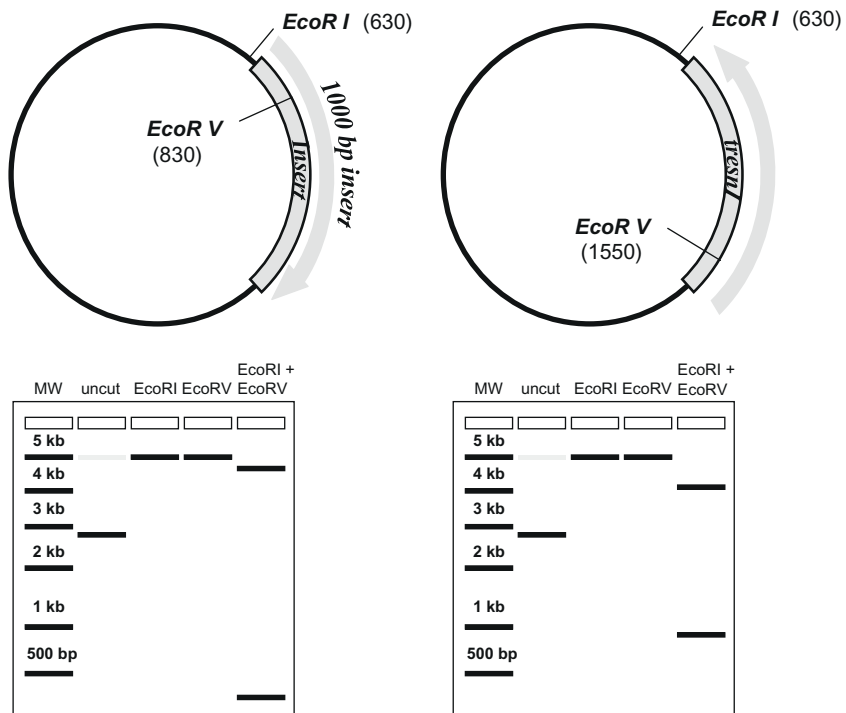 EcoR I (630)
EcoR V
(830)
Insert
1000 bp insert
EcoR I (630)
EcoR V
(1550)
Insert
MW uncut EcoRI EcoRV EcoRI +
EcoRV
5 kb
4 kb
3 kb
2 kb
1 kb
500 bp
MW uncut EcoRI EcoRV EcoRI +
EcoRV
5 kb
4 kb
3 kb
2 kb
1 kb
500 bp